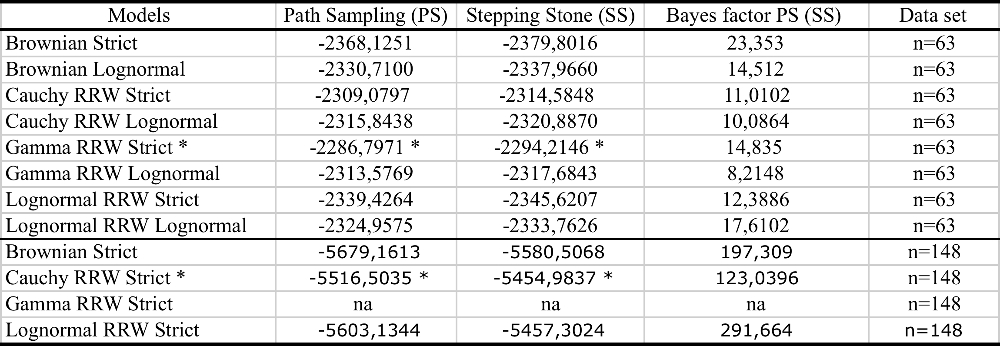 Models Path Sampling (PS) Stepping Stone (SS) Bayes factor PS (SS) Data set
Brownian Strict -2368,1251 -2379,8016 23,353 n=63
Brownian Lognormal -2330,7100 -2337,9660 14,512 n=63
Cauchy RRW Strict -2309,0797 -2314,5848 11,0102 n=63
Cauchy RRW Lognormal -2315,8438 -2320,8870 10,0864 n=63
Gamma RRW Strict * -2286,7971 * -2294,2146 * 14,835 n=63
Gamma RRW Lognormal -2313,5769 -2317,6843 8,2148 n=63
Lognormal RRW Strict -2339,4264 -2345,6207 12,3886 n=63
Lognormal RRW Lognormal -2324,9575 -2333,7626 17,6102 n=63
Brownian Strict -5679,1613 -5580,5068 197,309 n=148
Cauchy RRW Strict * -5516,5035 * -5454,9837 * 123,0396 n=148
Gamma RRW Strict na na na n=148
Lognormal RRW Strict -5603,1344 -5457,3024 291,664 n=148